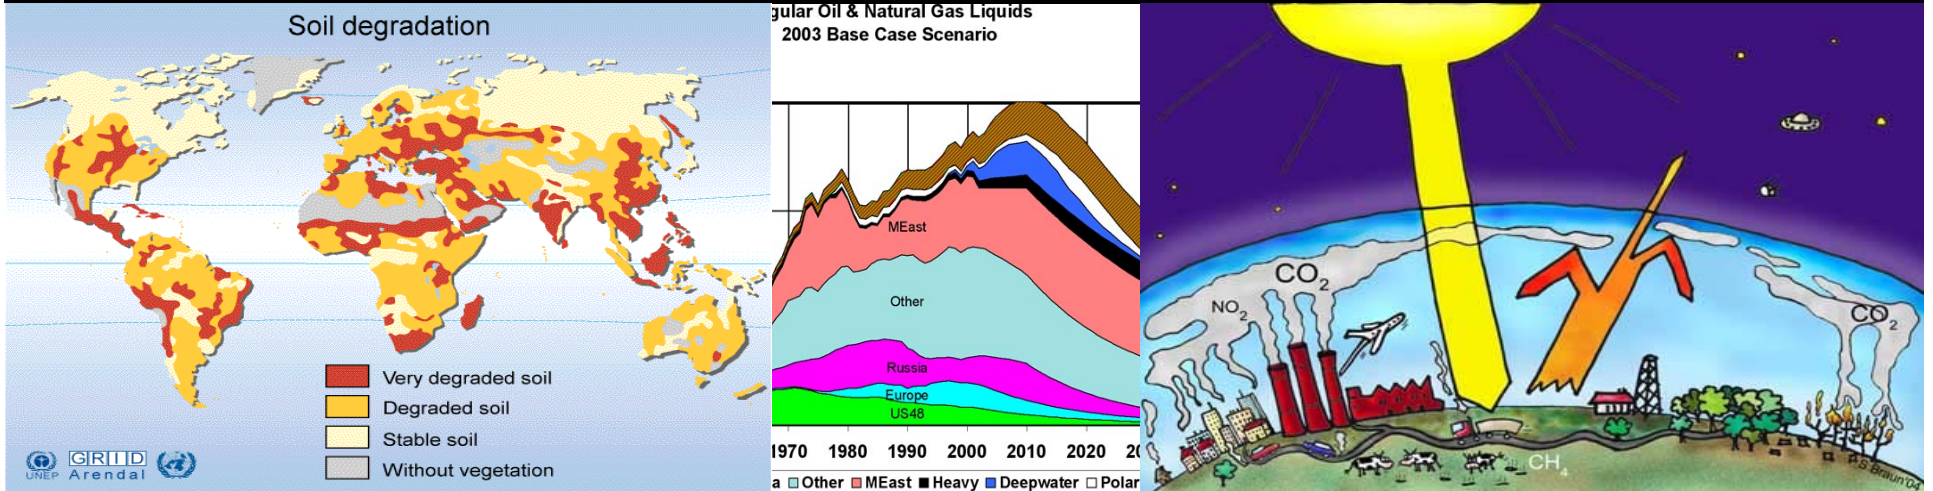 Soil degradation
Very degraded soil
Degraded soil
Stable soil
Without vegetation
UNEP
GRID
Arendal
gular Oil & Natural Gas Liquids
2003 Base Case Scenario
MEast
Other
Russia
Europe
US48
1970 1980 1990 2000 2010 2020 20
a Other MEast Heavy Deepwater Polar
CO2
NO2
CO2
CH4
S Braun'04